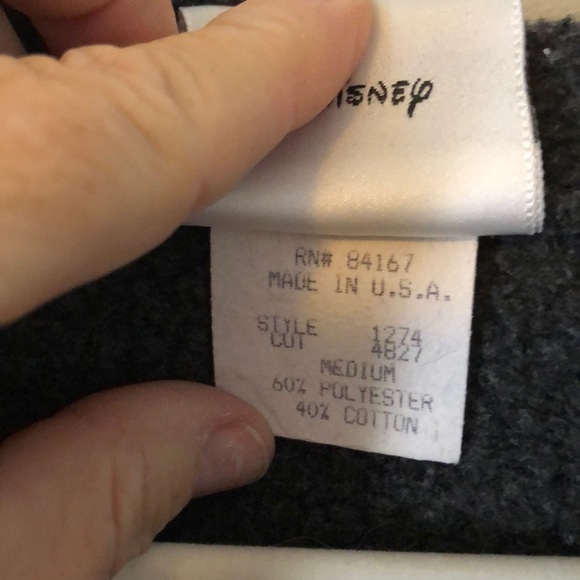 RN# 84167
MADE IN U.S.A.
STYLE 1274
CUT 4827
MEDIUM
60% POLYESTER
40% COTTON